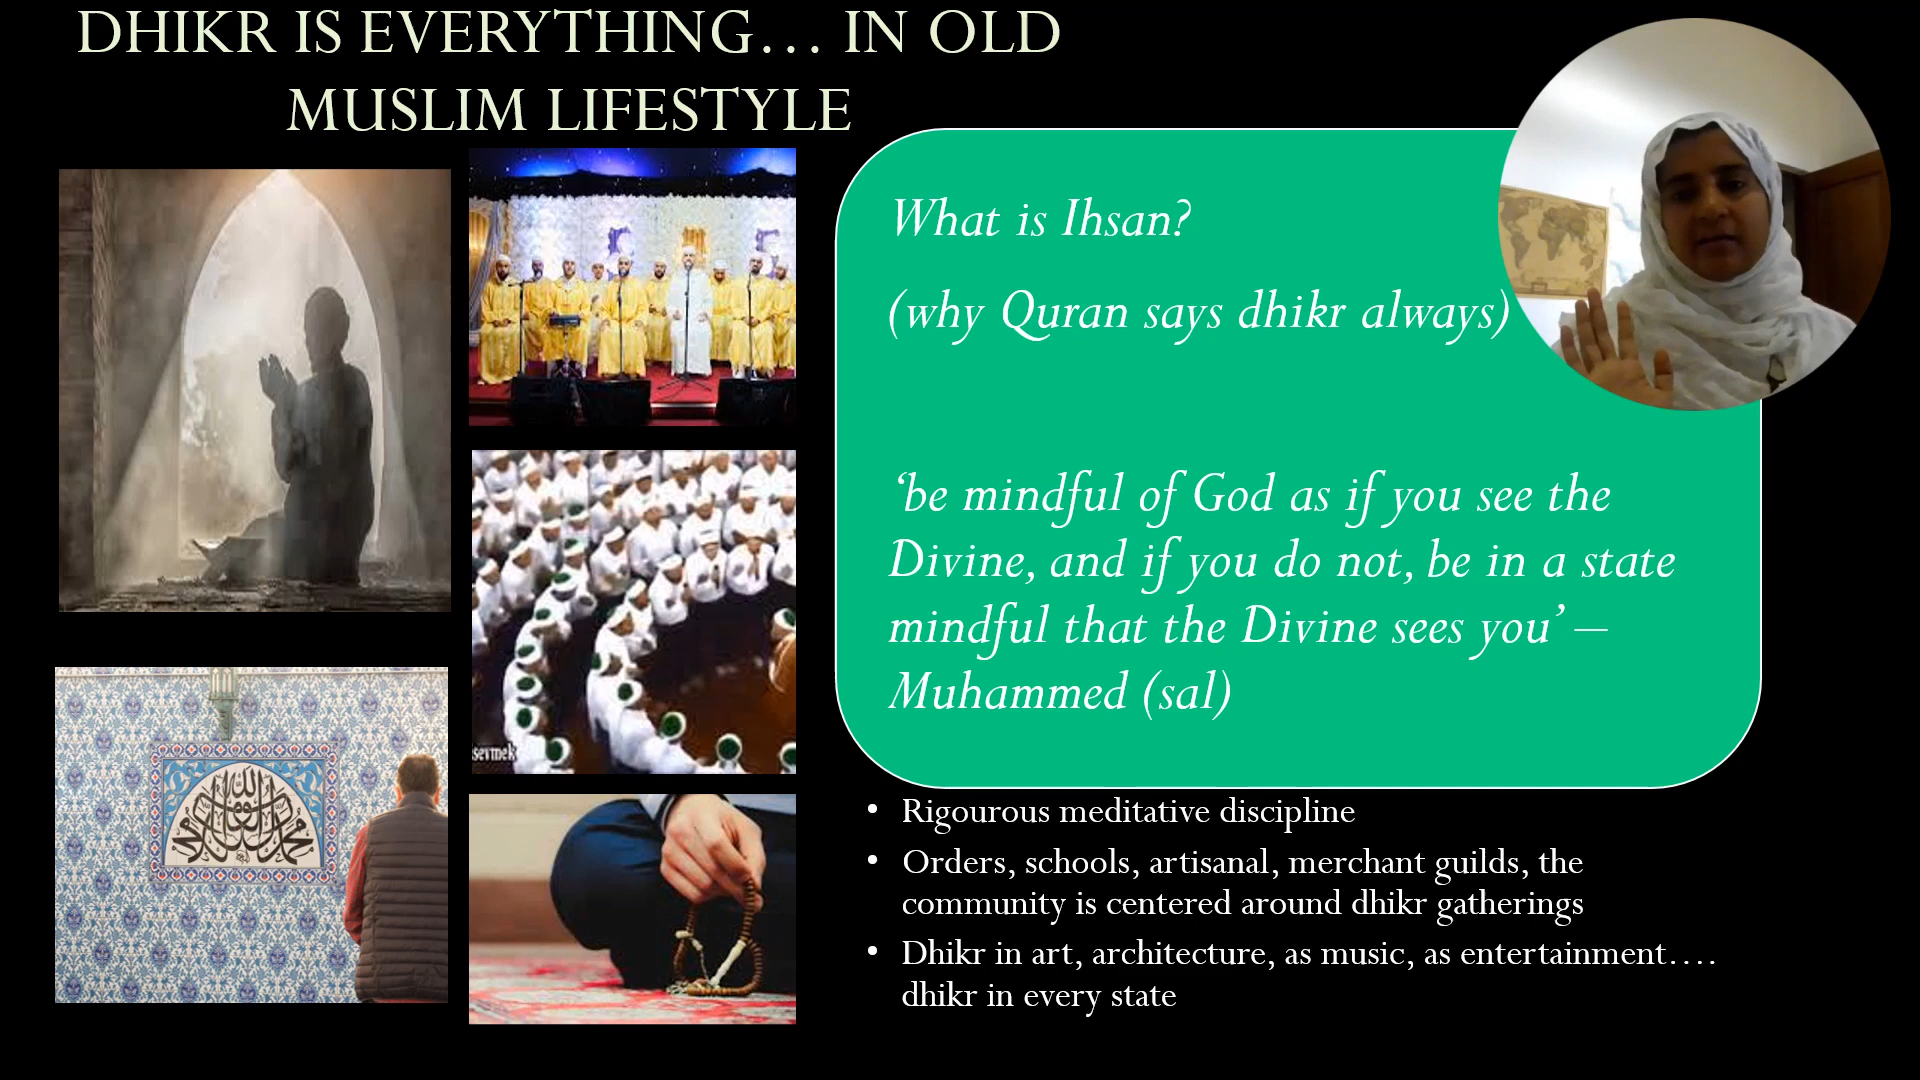 DHIKR IS EVERYTHING… IN OLD
MUSLIM LIFESTYLE
What is Ihsan?
(why Quran says dhikr always)
‘be mindful of God as if you see the
Divine, and if you do not, be in a state
mindful that the Divine sees you’ –
Muhammed (sal)
• Rigourous meditative discipline
• Orders, schools, artisanal, merchant guilds, the
community is centered around dhikr gatherings
• Dhikr in art, architecture, as music, as entertainment….
dhikr in every state
sevmek